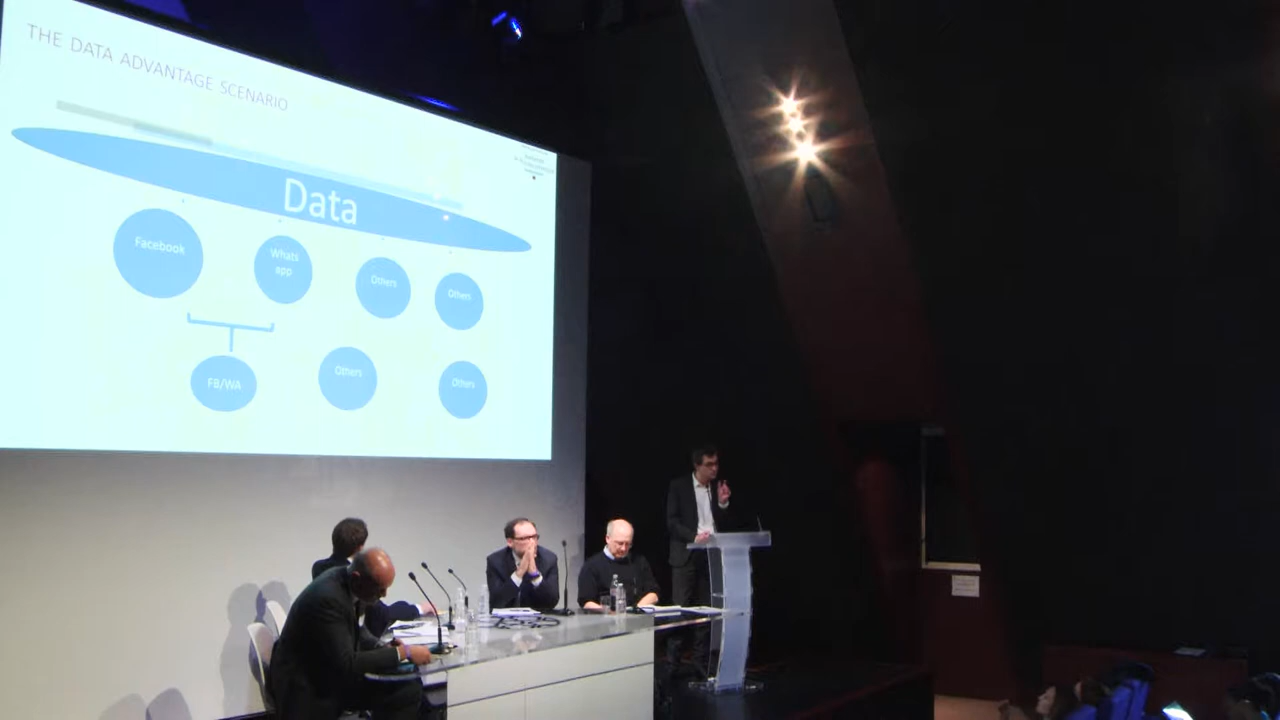 THE DATA ADVANTAGE SCENARIO
Data
Facebook
Whats
app
Others
Others
FB/WA
Others
Others